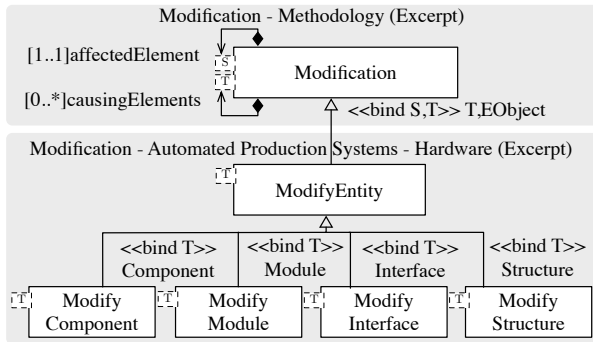 Modification - Methodology (Excerpt)
[1..1]affectedElement
S
Modification
T
[0..*]causingElements
<<bind S,T>> T,EObject
Modification - Automated Production Systems - Hardware (Excerpt)
T
ModifyEntity
<<bind T>> <<bind T>> <<bind T>> <<bind T>>
Component Module Interface Structure
T Modify T Modify T Modify T Modify
Component Module Interface Structure